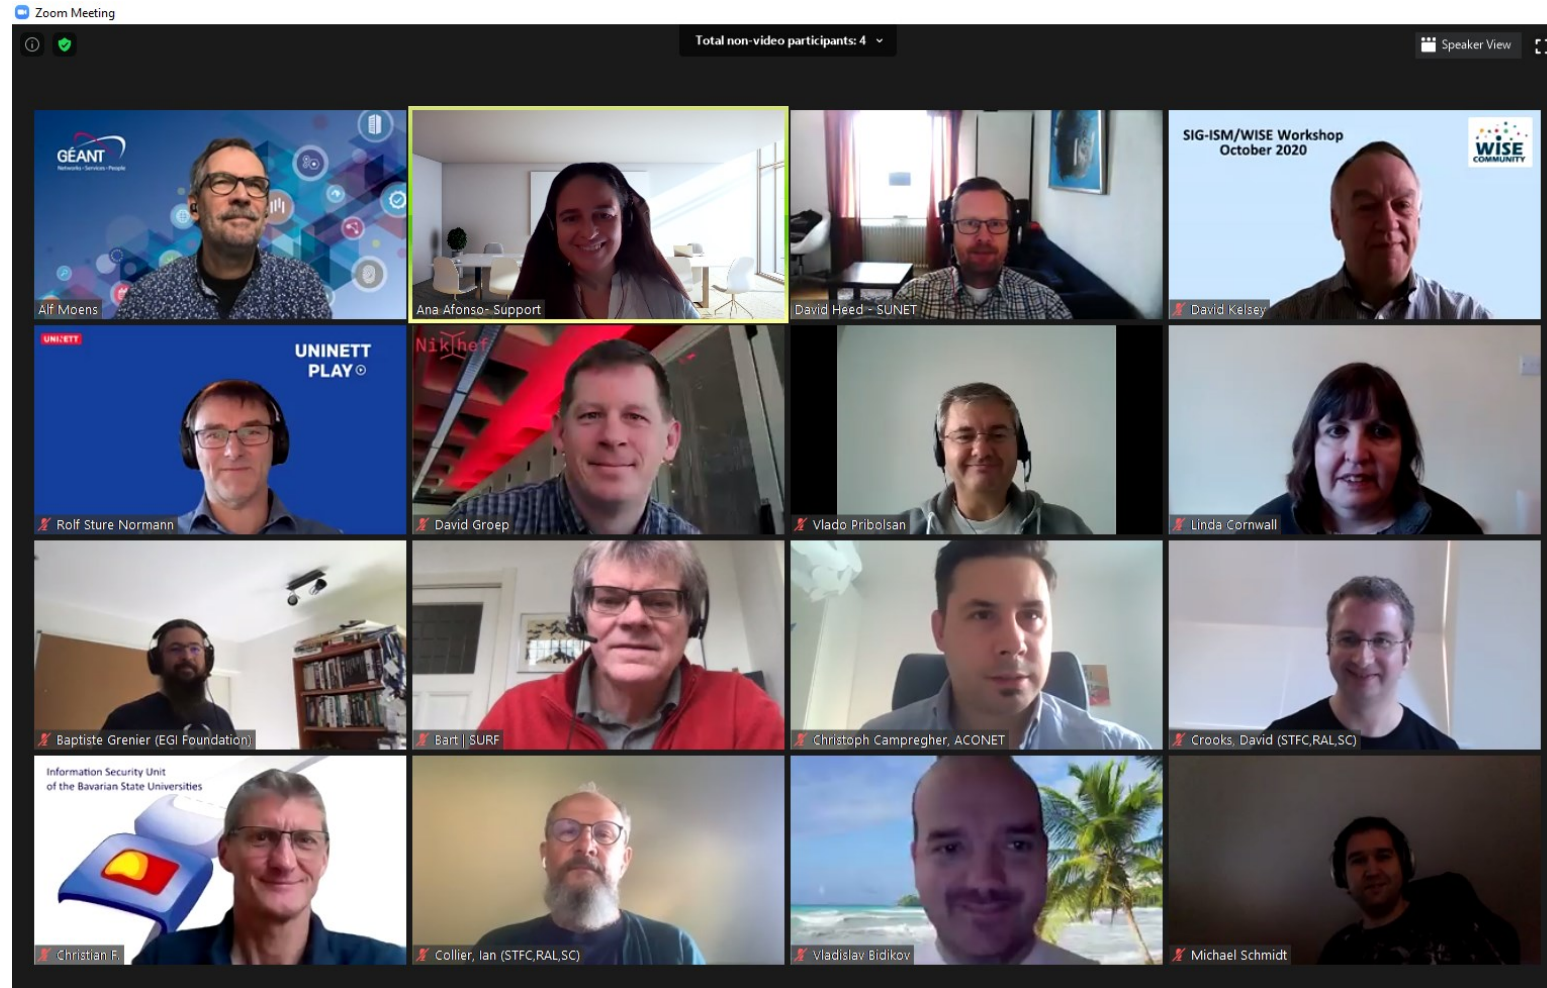 Zoom Meeting
Total non-video participants: 4
Speaker View
GÉANT
Networks • Services • People
Alf Moens
Ana Afonso- Support
David Heed - SUNET
SIG-ISM/WISE Workshop
October 2020
WISE
COMMUNITY
David Kelsey
UNINETT
UNINETT
PLAY
Rolf Sture Normann
Nikhef
David Groep
Vlado Pribolsan
Linda Cornwall
Baptiste Grenier (EGI Foundation)
Bart | SURF
Christoph Campregher, ACONET
Crooks, David (STFC,RAL,SC)
Information Security Unit
of the Bavarian State Universities
Christian F.
Collier, Ian (STFC,RAL,SC)
Vladislav Bidikov
Michael Schmidt